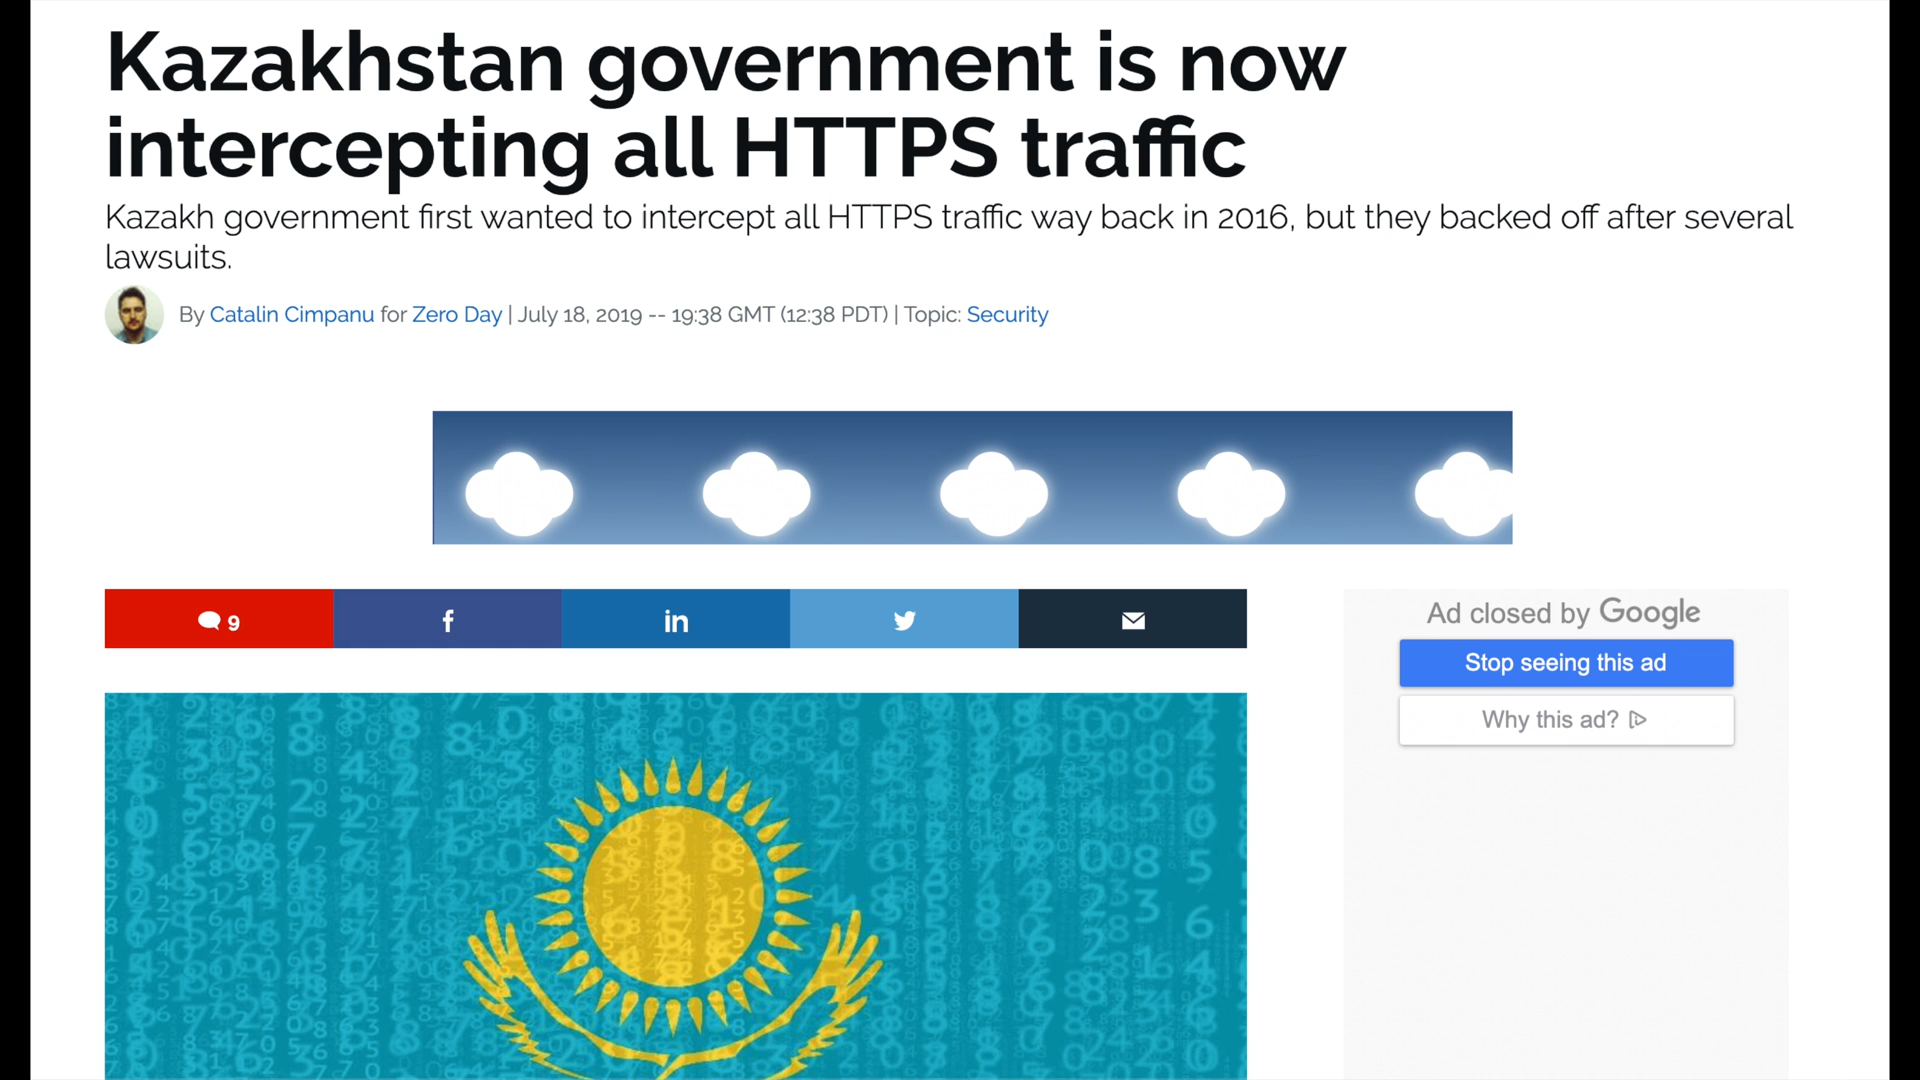 Kazakhstan government is now
intercepting all HTTPS traffic
Kazakh government first wanted to intercept all HTTPS traffic way back in 2016, but they backed off after several
lawsuits.
By Catalin Cimpanu for Zero Day | July 18, 2019 -- 19:38 GMT (12:38 PDT) | Topic: Security
9
f
in
Ad closed by Google
Stop seeing this ad
Why this ad?